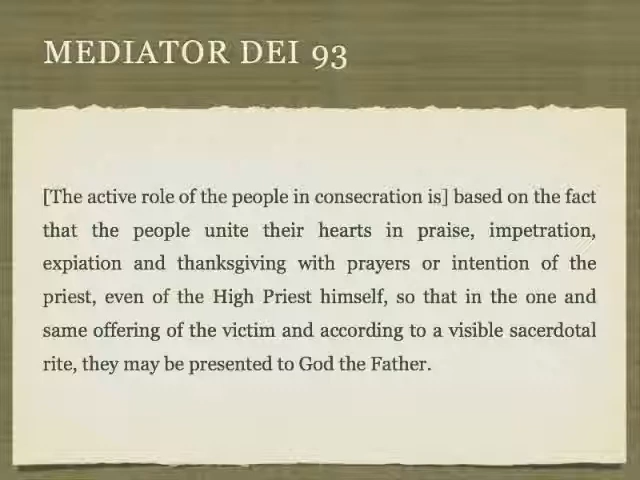 MEDIATOR DEI 93
[The active role of the people in consecration is] based on the fact
that the people unite their hearts in praise, impetration,
expiation and thanksgiving with prayers or intention of the
priest, even of the High Priest himself, so that in the one and
same offering of the victim and according to a visible sacerdotal
rite, they may be presented to God the Father.